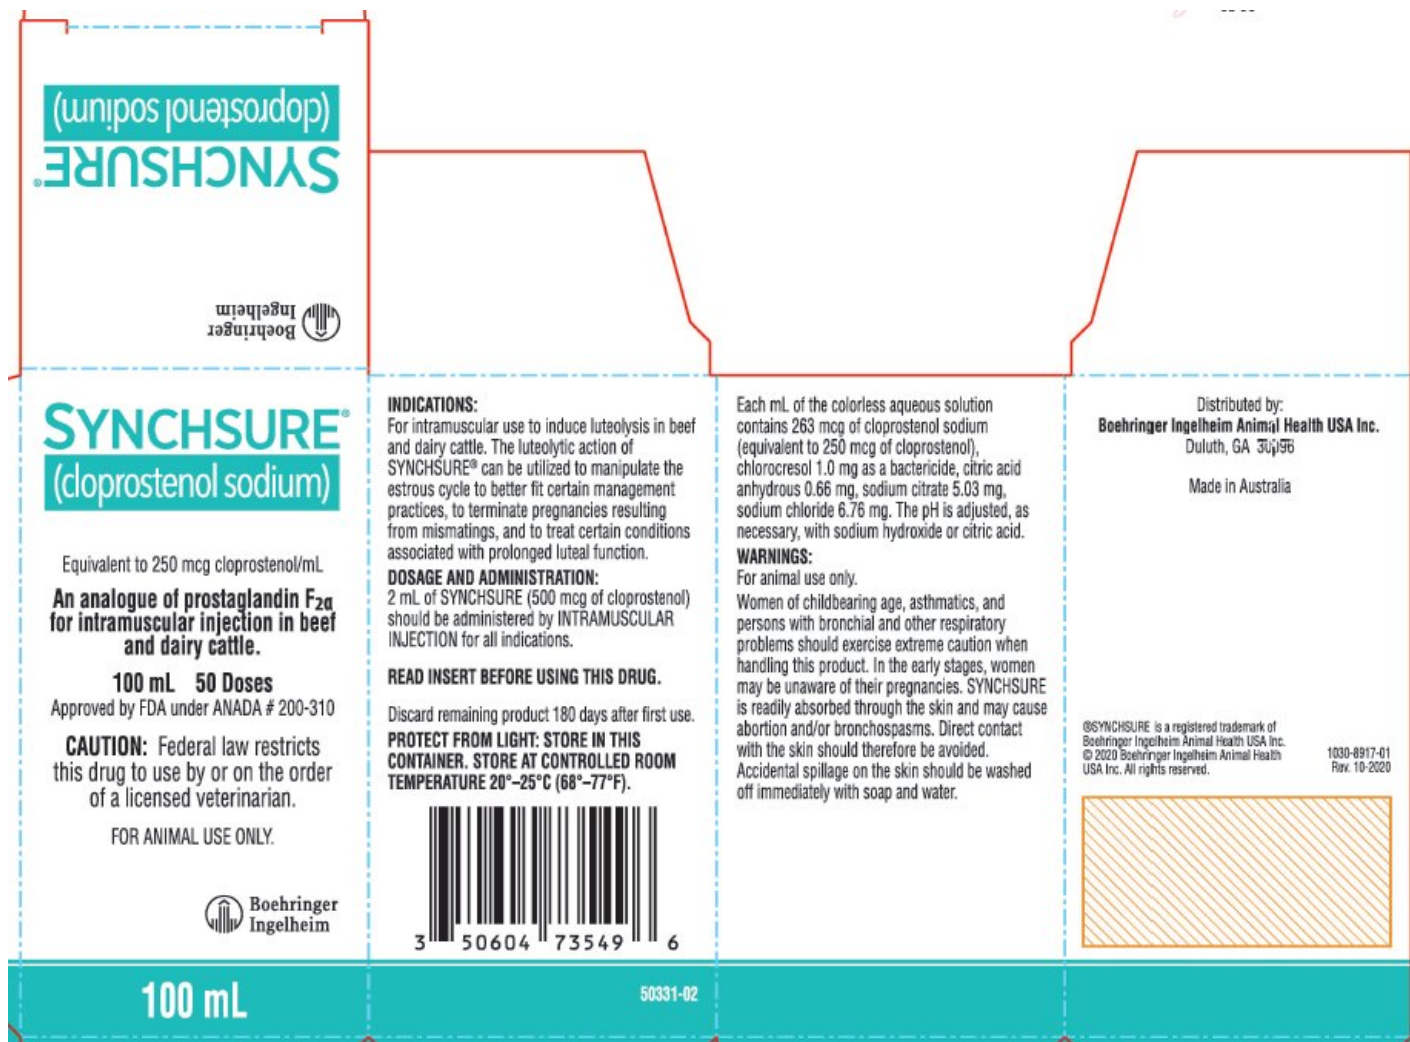 SYNCHSURE®
(cloprostenol sodium)
Boehringer
Ingelheim
SYNCHSURE®
(cloprostenol sodium)
Equivalent to 250 mcg cloprostenol/mL
An analogue of prostaglandin F2α
for intramuscular injection in beef
and dairy cattle.
100 mL 50 Doses
Approved by FDA under ANADA # 200-310
CAUTION: Federal law restricts
this drug to use by or on the order
of a licensed veterinarian.
FOR ANIMAL USE ONLY.
Boehringer
Ingelheim
100 mL
INDICATIONS:
For intramuscular use to induce luteolysis in beef
and dairy cattle. The luteolytic action of
SYNCHSURE® can be utilized to manipulate the
estrous cycle to better fit certain management
practices, to terminate pregnancies resulting
from mismatings, and to treat certain conditions
associated with prolonged luteal function.
DOSAGE AND ADMINISTRATION:
2 mL of SYNCHSURE (500 mcg of cloprostenol)
should be administered by INTRAMUSCULAR
INJECTION for all indications.
READ INSERT BEFORE USING THIS DRUG.
Discard remaining product 180 days after first use.
PROTECT FROM LIGHT: STORE IN THIS
CONTAINER. STORE AT CONTROLLED ROOM
TEMPERATURE 20°–25°C (68°–77°F).
3 50604 73549 6
50331-02
Each mL of the colorless aqueous solution
contains 263 mcg of cloprostenol sodium
(equivalent to 250 mcg of cloprostenol),
chlorocresol 1.0 mg as a bactericide, citric acid
anhydrous 0.66 mg, sodium citrate 5.03 mg,
sodium chloride 6.76 mg. The pH is adjusted, as
necessary, with sodium hydroxide or citric acid.
WARNINGS:
For animal use only.
Women of childbearing age, asthmatics, and
persons with bronchial and other respiratory
problems should exercise extreme caution when
handling this product. In the early stages, women
may be unaware of their pregnancies. SYNCHSURE
is readily absorbed through the skin and may cause
abortion and/or bronchospasms. Direct contact
with the skin should therefore be avoided.
Accidental spillage on the skin should be washed
off immediately with soap and water.
Distributed by:
Boehringer Ingelheim Animal Health USA Inc.
Duluth, GA 30096
Made in Australia
®SYNCHSURE is a registered trademark of
Boehringer Ingelheim Animal Health USA Inc.
© 2020 Boehringer Ingelheim Animal Health
USA Inc. All rights reserved.
1030-8917-01
Rev. 10-2020